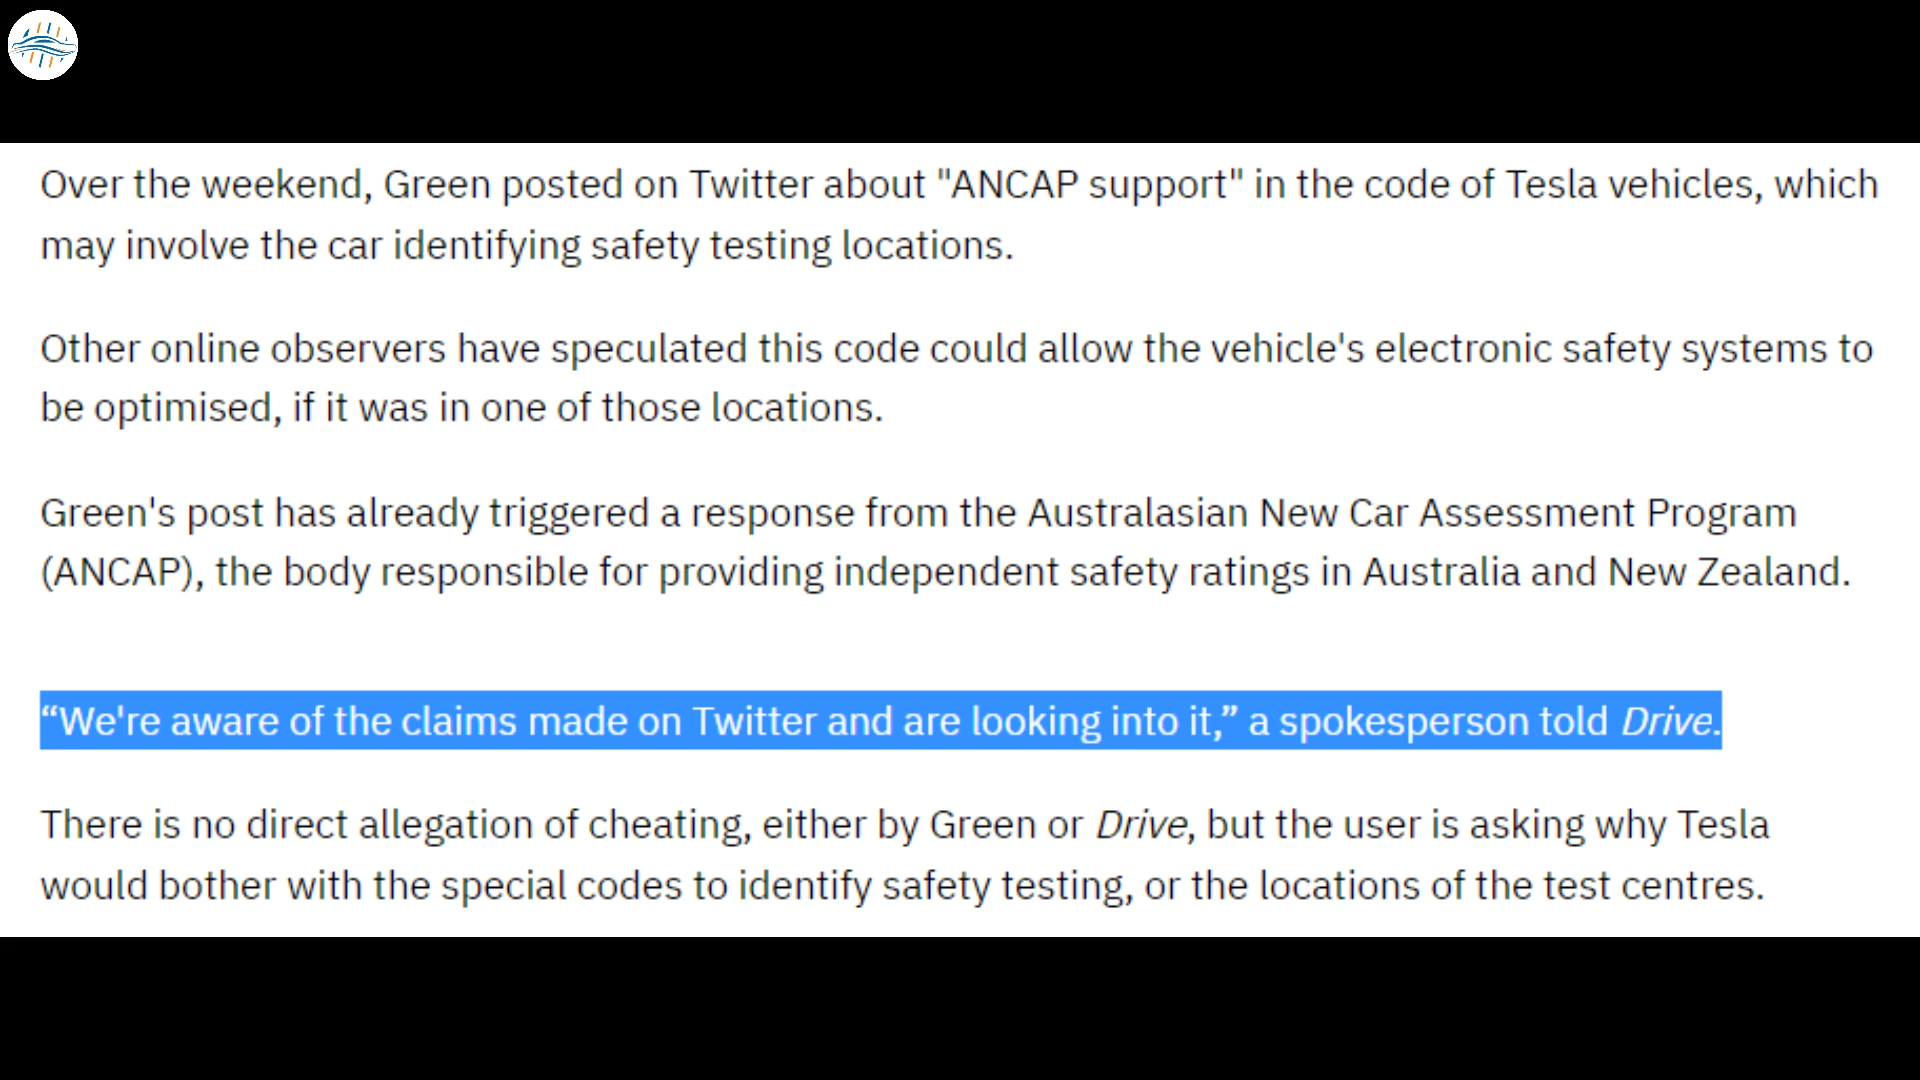 Over the weekend, Green posted on Twitter about "ANCAP support" in the code of Tesla vehicles, which
may involve the car identifying safety testing locations.
Other online observers have speculated this code could allow the vehicle's electronic safety systems to
be optimised, if it was in one of those locations.
Green's post has already triggered a response from the Australasian New Car Assessment Program
(ANCAP), the body responsible for providing independent safety ratings in Australia and New Zealand.
“We're aware of the claims made on Twitter and are looking into it,” a spokesperson told Drive.
There is no direct allegation of cheating, either by Green or Drive, but the user is asking why Tesla
would bother with the special codes to identify safety testing, or the locations of the test centres.